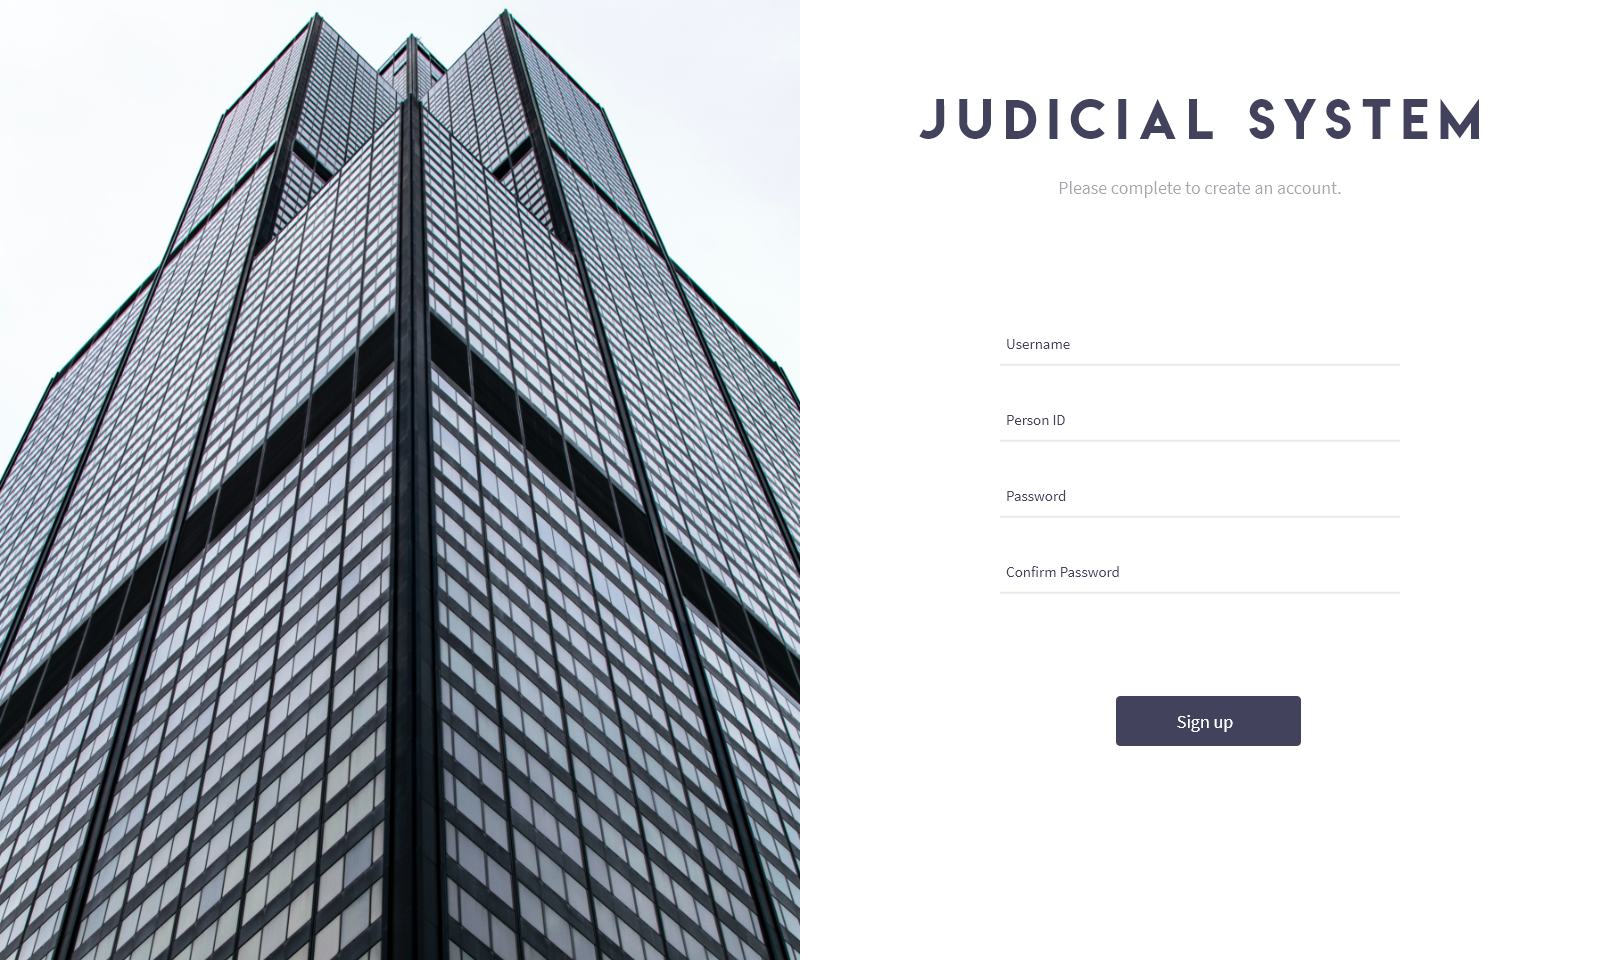 JUDICIAL SYSTEM
Please complete to create an account.
Username
Person ID
Password
Confirm Password
Sign up